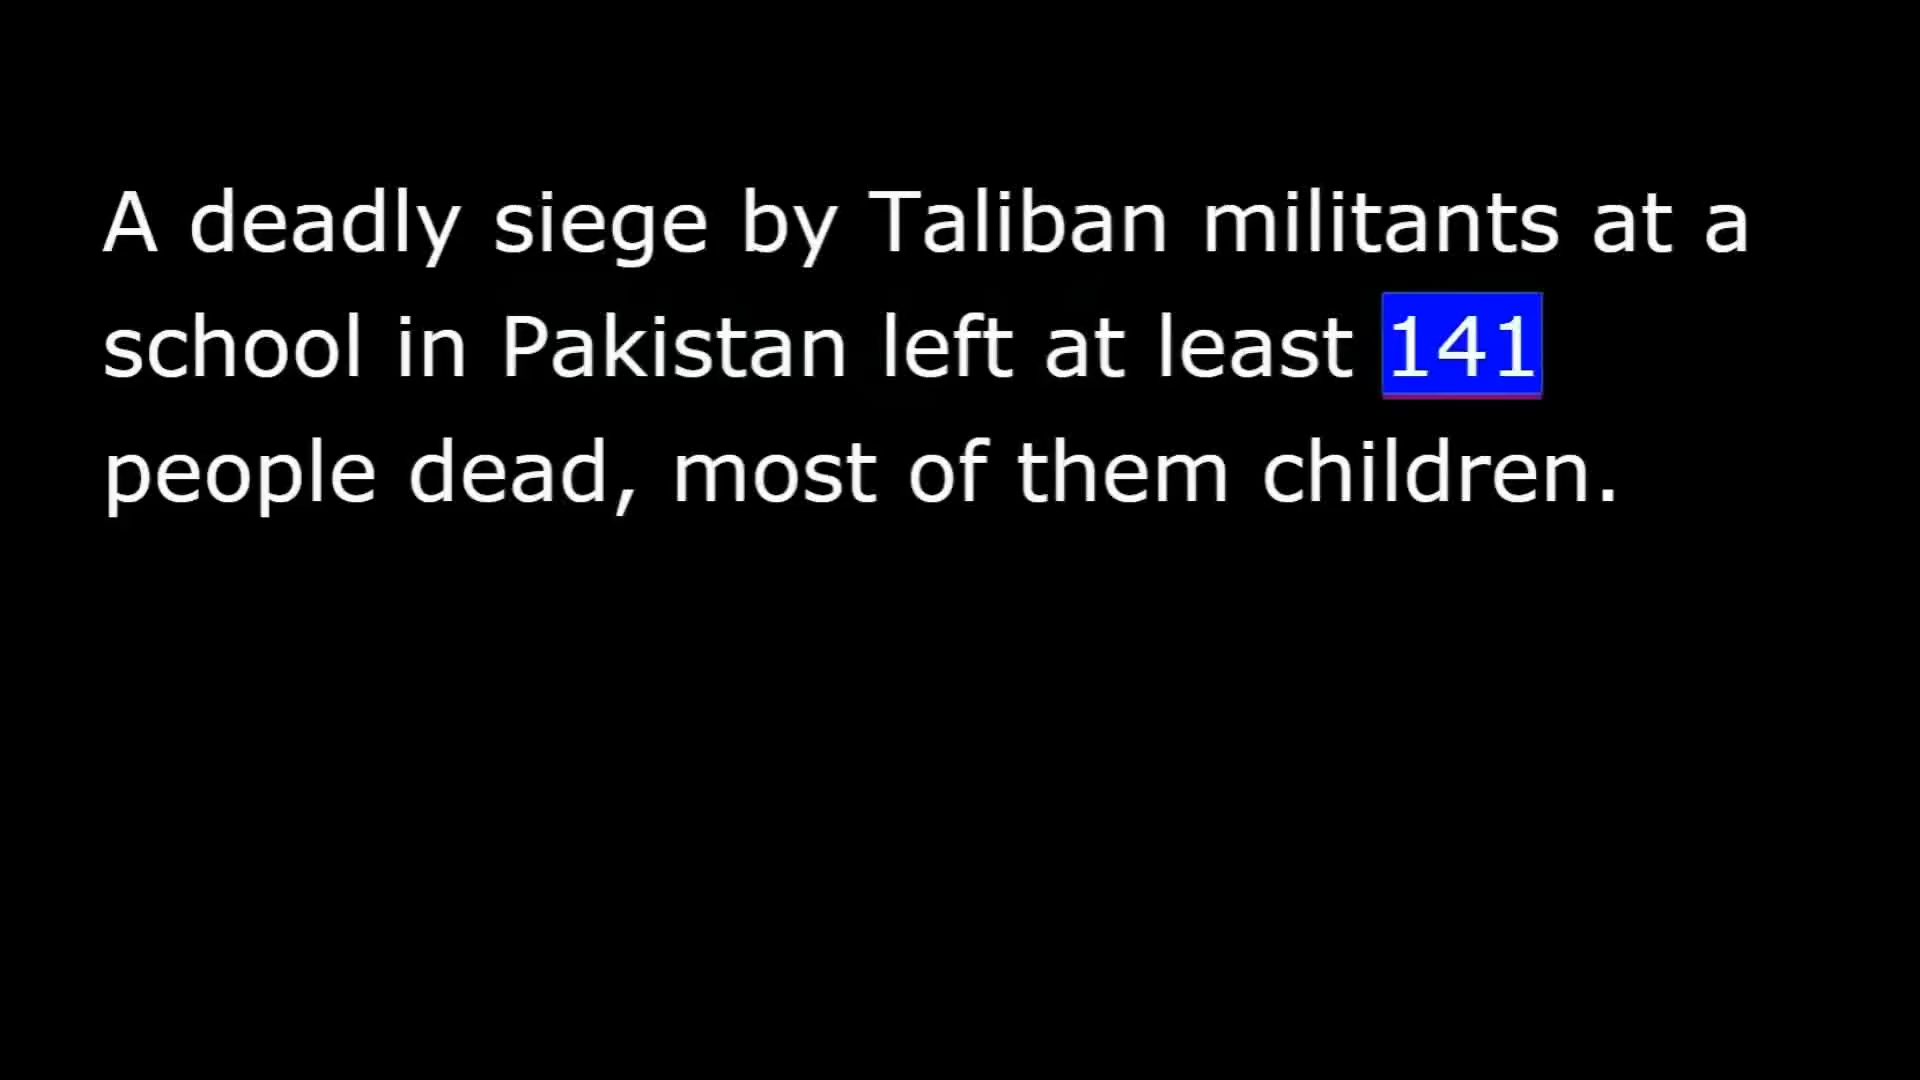 A deadly siege by Taliban militants at a
school in Pakistan left at least 141
people dead, most of them children.